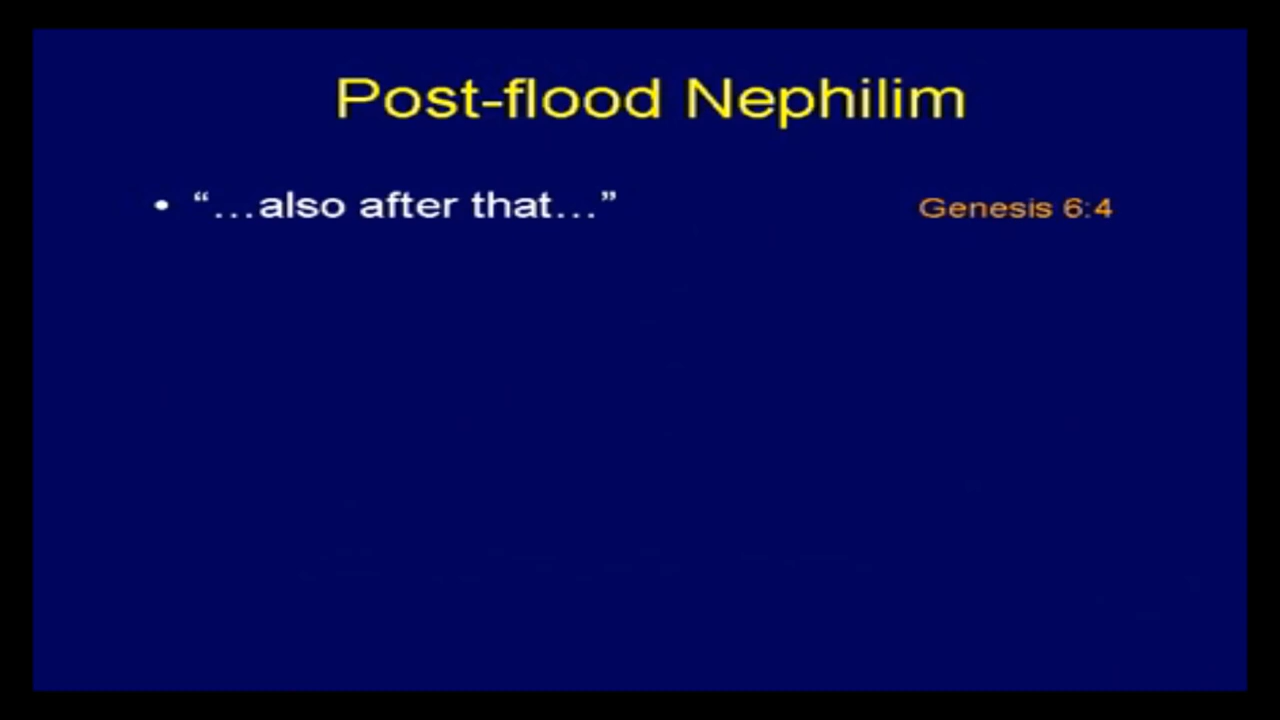 Post-flood Nephilim
• “…also after that…” Genesis 6:4